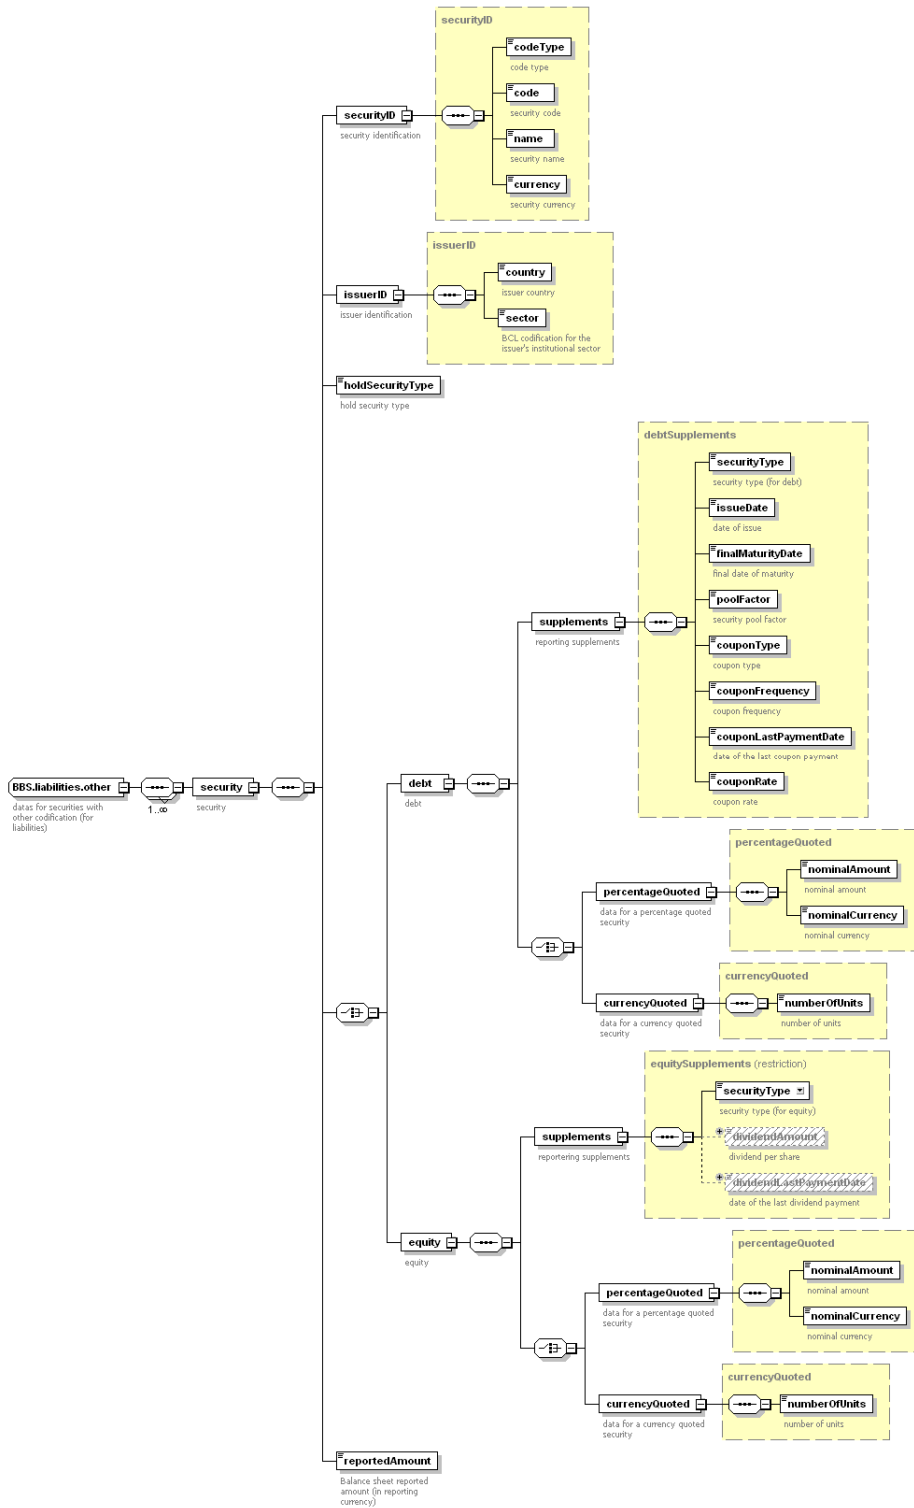 securityID
codeType
code type
code
security code
name
security name
currency
security currency
securityID
security identification
issuerID
country
issuer country
sector
BCL codification for the
issuer's institutional sector
issuerID
issuer identification
holdSecurityType
hold security type
debtSupplements
securityType
security type (for debt)
issueDate
date of issue
finalMaturityDate
final date of maturity
poolFactor
security pool factor
couponType
coupon type
couponFrequency
coupon frequency
couponLastPaymentDate
date of the last coupon payment
couponRate
coupon rate
supplements
reporting supplements
BBS.liabilities.other
datas for securities with
other codification (for
liabilities)
1..∞
security
security
debt
debt
percentageQuoted
nominalAmount
nominal amount
nominalCurrency
nominal currency
percentageQuoted
data for a percentage quoted
security
currencyQuoted
numberOfUnits
number of units
currencyQuoted
data for a currency quoted
security
equitySupplements (restriction)
securityType
security type (for equity)
dividendAmount
dividend per share
dividendLastPaymentDate
date of the last dividend payment
supplements
reportering supplements
equity
equity
percentageQuoted
nominalAmount
nominal amount
nominalCurrency
nominal currency
percentageQuoted
data for a percentage quoted
security
currencyQuoted
numberOfUnits
number of units
currencyQuoted
data for a currency quoted
security
reportedAmount
Balance sheet reported
amount (in reporting
currency)